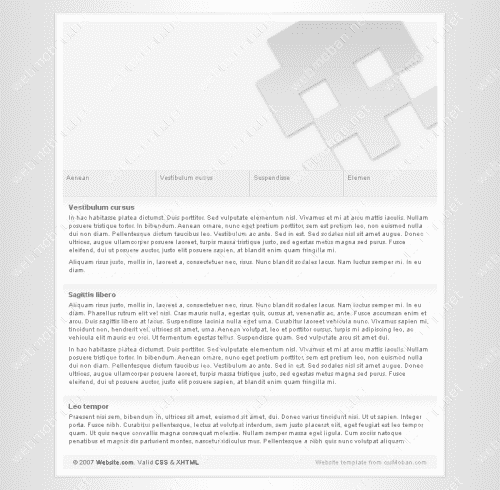 Aenean
Vestibulum cursus
Suspendisse
Elemen
Vestibulum cursus
In hac habitasse platea dictumst. Duis porttitor. Sed vulputate elementum nisl. Vivamus et mi at arcu mattis iaculis. Nullam
posuere tristique tortor. In bibendum. Aenean ornare, nunc eget pretium porttitor, sem est pretium leo, non euismod nulla
dui non diam. Pellentesque dictum faucibus leo. Vestibulum ac ante. Sed in est. Sed sodales nisl sit amet augue. Donec
ultrices, augue ullamcorper posuere laoreet, turpis massa tristique justo, sed egestas metus magna sed purus. Fusce
eleifend, dui ut posuere auctor, justo elit posuere sapien, at blandit enim quam fringilla mi.
Aliquam risus justo, mollis in, laoreet a, consectetuer nec, risus. Nunc blandit sodales lacus. Nam luctus semper mi. In eu
diam.
Sagittis libero
Aliquam risus justo, mollis in, laoreet a, consectetuer nec, risus. Nunc blandit sodales lacus. Nam luctus semper mi. In eu
diam. Phasellus rutrum elit vel nisi. Cras mauris nulla, egestas quis, cursus at, venenatis ac, ante. Fusce accumsan enim et
arcu. Duis sagittis libero at lacus. Suspendisse lacinia nulla eget urna. Curabitur laoreet vehicula nunc. Vivamus sapien mi,
tincidunt non, hendrerit vel, ultrices sit amet, urna. Aenean volutpat, leo et porttitor cursus, turpis mi adipiscing leo, ac
vehicula elit mauris eu orci. Ut fermentum egestas tellus. Suspendisse quam. Sed vulputate arcu sit amet dui.
In hac habitasse platea dictumst. Duis porttitor. Sed vulputate elementum nisl. Vivamus et mi at arcu mattis iaculis. Nullam
posuere tristique tortor. In bibendum. Aenean ornare, nunc eget pretium porttitor, sem est pretium leo, non euismod nulla
dui non diam. Pellentesque dictum faucibus leo. Vestibulum ac ante. Sed in est. Sed sodales nisl sit amet augue. Donec
ultrices, augue ullamcorper posuere laoreet, turpis massa tristique justo, sed egestas metus magna sed purus. Fusce
eleifend, dui ut posuere auctor, justo elit posuere sapien, at blandit enim quam fringilla mi.
Leo tempor
Praesent nisi sem, bibendum in, ultrices sit amet, euismod sit amet, dui. Donec varius tincidunt nisi. Ut ut sapien. Integer
porta. Fusce nibh. Curabitur pellentesque, lectus at volutpat interdum, sem justo placerat elit, eget feugiat est leo tempor
quam. Ut quis neque convallis magna consequat molestie. Nullam semper massa eget ligula. Cum sociis natoque
penatibus et magnis dis parturient montes, nascetur ridiculus mus. Pellentesque a nibh quis nunc volutpat aliquam
© 2007 Website.com. Valid CSS & XHTML
Website template from cuiMoban.com